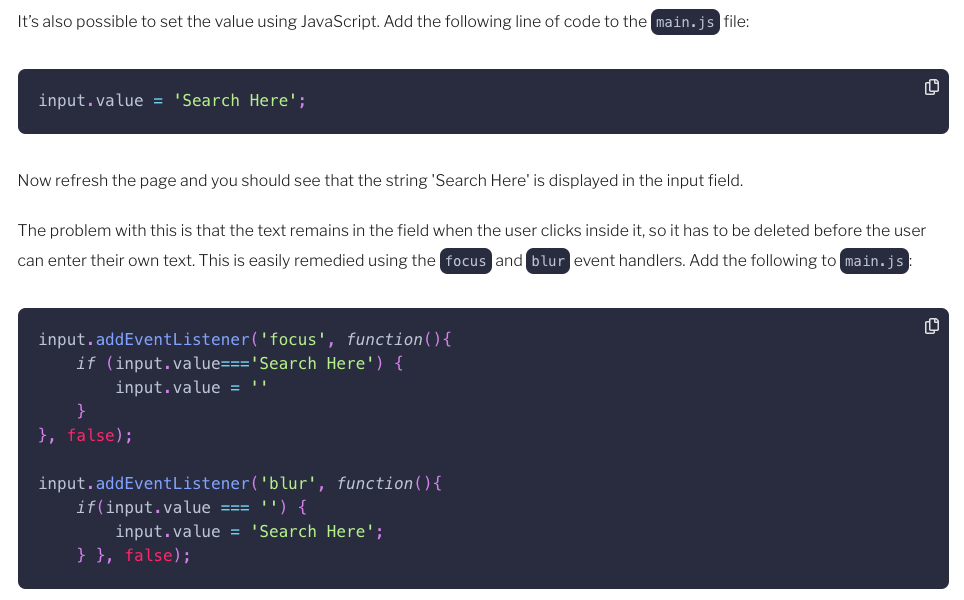 It's also possible to set the value using JavaScript. Add the following line of code to the main.js file:
input.value = 'Search Here';
Now refresh the page and you should see that the string 'Search Here' is displayed in the input field.
The problem with this is that the text remains in the field when the user clicks inside it, so it has to be deleted before the user
can enter their own text. This is easily remedied using the focus and blur event handlers. Add the following to main.js:
input.addEventListener('focus', function(){
    if (input.value==='Search Here') {
        input.value = ''
    }
}, false);

input.addEventListener('blur', function(){
    if(input.value === '') {
        input.value = 'Search Here';
    } }, false);